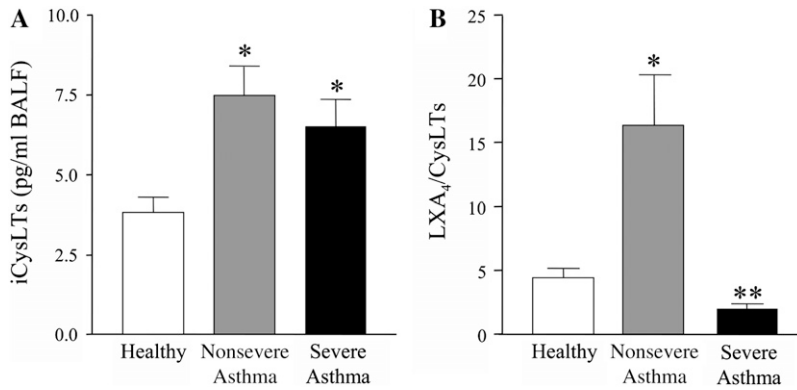 A
iCysLTs (pg/ml BALF)
10.0
7.5
5.0
2.5
0.0
*
*
Healthy
Nonsevere
Asthma
Severe
Asthma
B
LXA₄/CysLTs
25
20
15
10
5
0
*
**
Healthy
Nonsevere
Asthma
Severe
Asthma